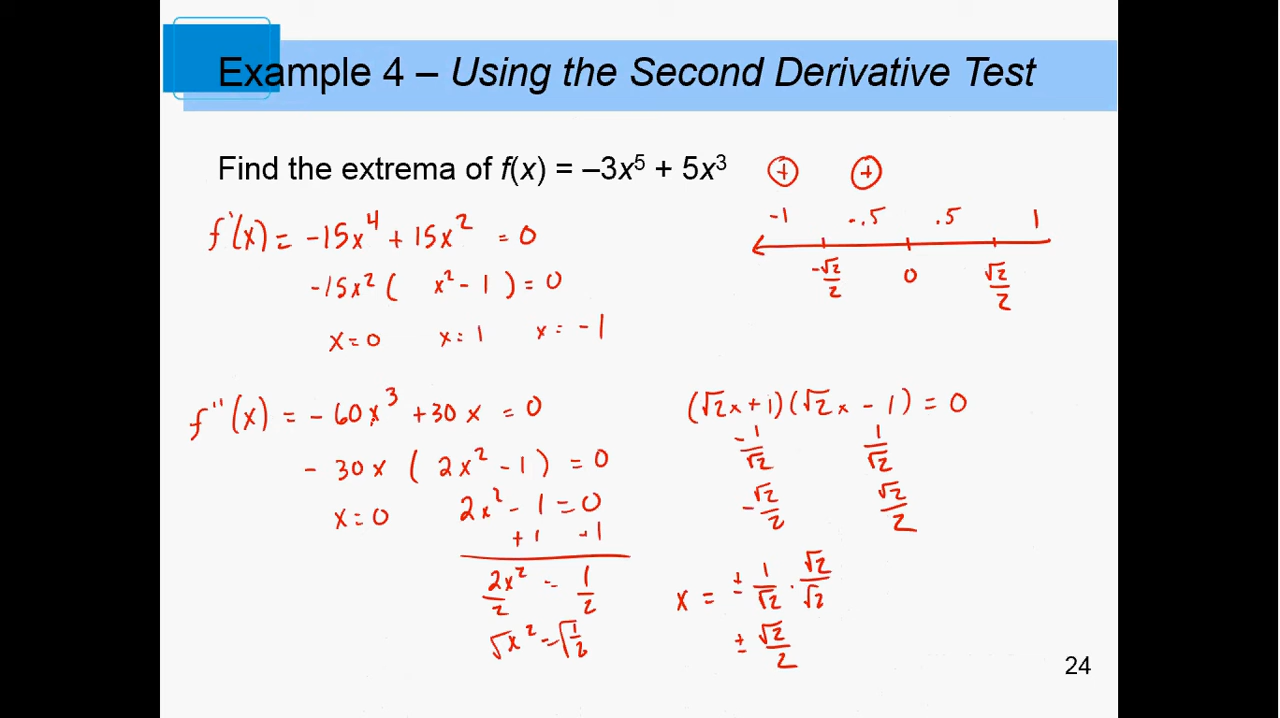 Example 4 – Using the Second Derivative Test
Find the extrema of f(x) = –3x⁵ + 5x³
+ +
-1 -.5 .5 1
-√2/2 0 √2/2
f'(x) = -15x⁴ + 15x² = 0
-15x² ( x² - 1 ) = 0
x=0 x=1 x= -1
f''(x) = -60x³ +30x = 0
- 30x ( 2x² - 1 ) = 0
x=0 2x² - 1 = 0
+1 +1
2x²/2 = 1/2
√x² = √1/2
(√2x + 1)(√2x - 1) = 0
-1/√2 1/√2
-√2/2 √2/2
x = ± 1/√2 · √2/√2
± √2/2
24